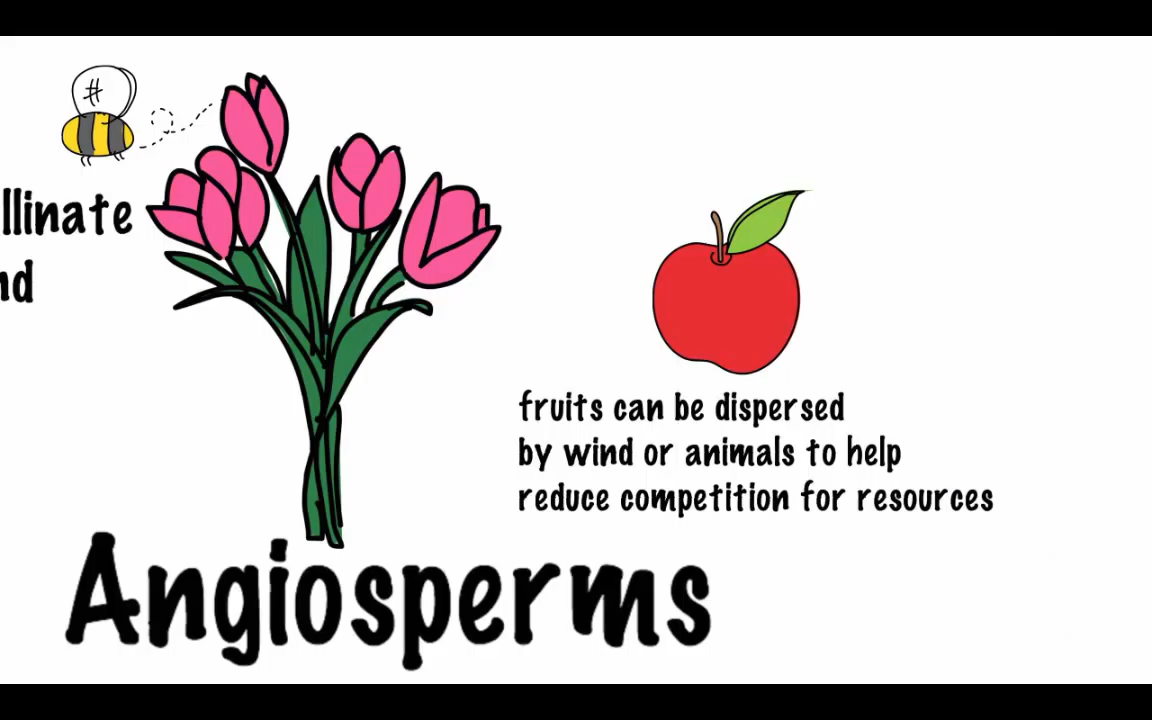 llinate
nd
fruits can be dispersed
by wind or animals to help
reduce competition for resources
Angiosperms